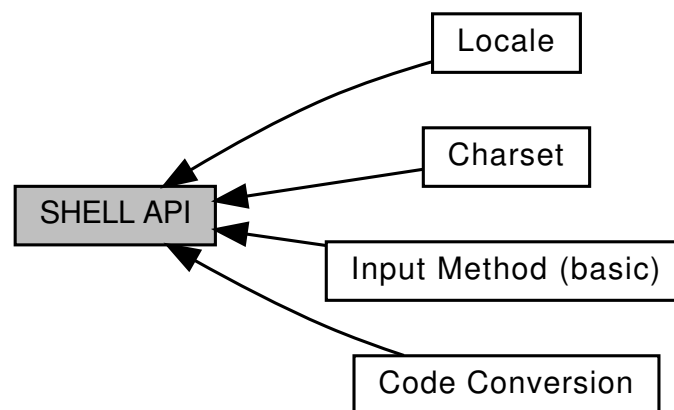 Locale
Charset
SHELL API
Input Method (basic)
Code Conversion